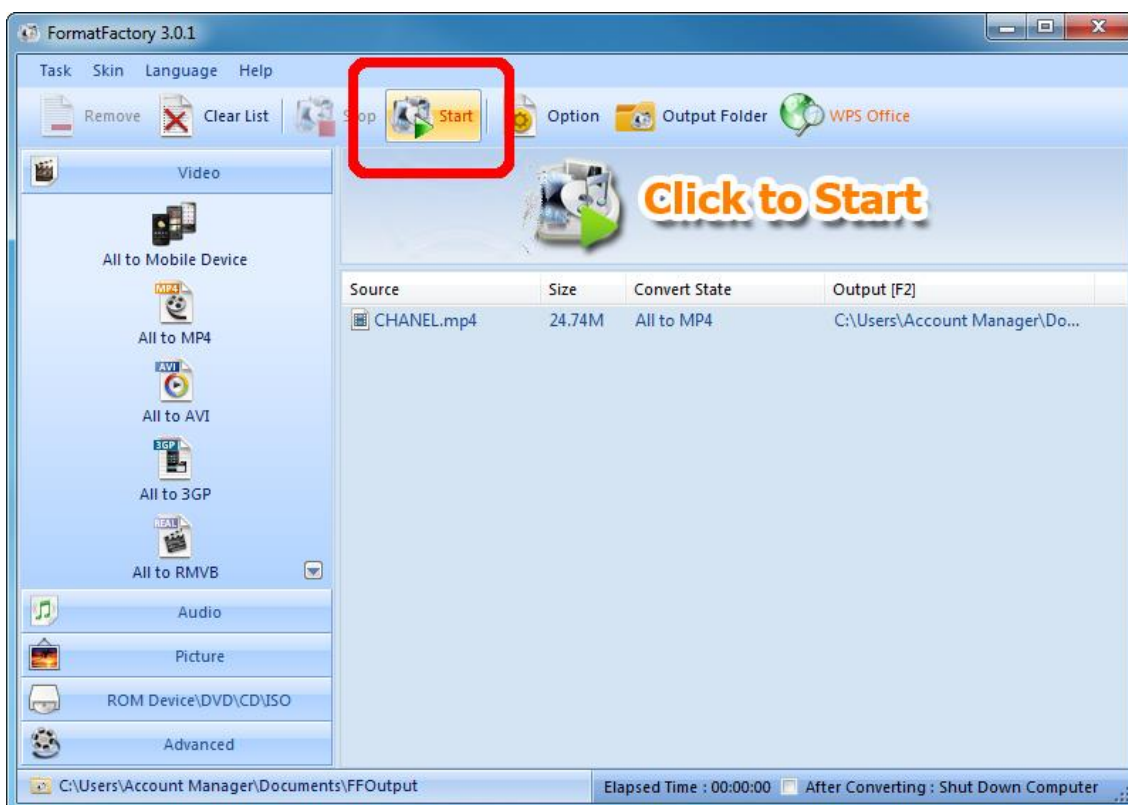 FormatFactory 3.0.1
Task Skin Language Help
Remove Clear List Stop Start Option Output Folder WPS Office
Video
Click to Start
All to Mobile Device
MP4
All to MP4
AVI
All to AVI
3GP
All to 3GP
REAL
All to RMVB
Audio
Picture
ROM Device\DVD\CD\ISO
Advanced
Source Size Convert State Output [F2]
CHANEL.mp4 24.74M All to MP4 C:\Users\Account Manager\Do...
C:\Users\Account Manager\Documents\FFOutput Elapsed Time : 00:00:00 After Converting : Shut Down Computer